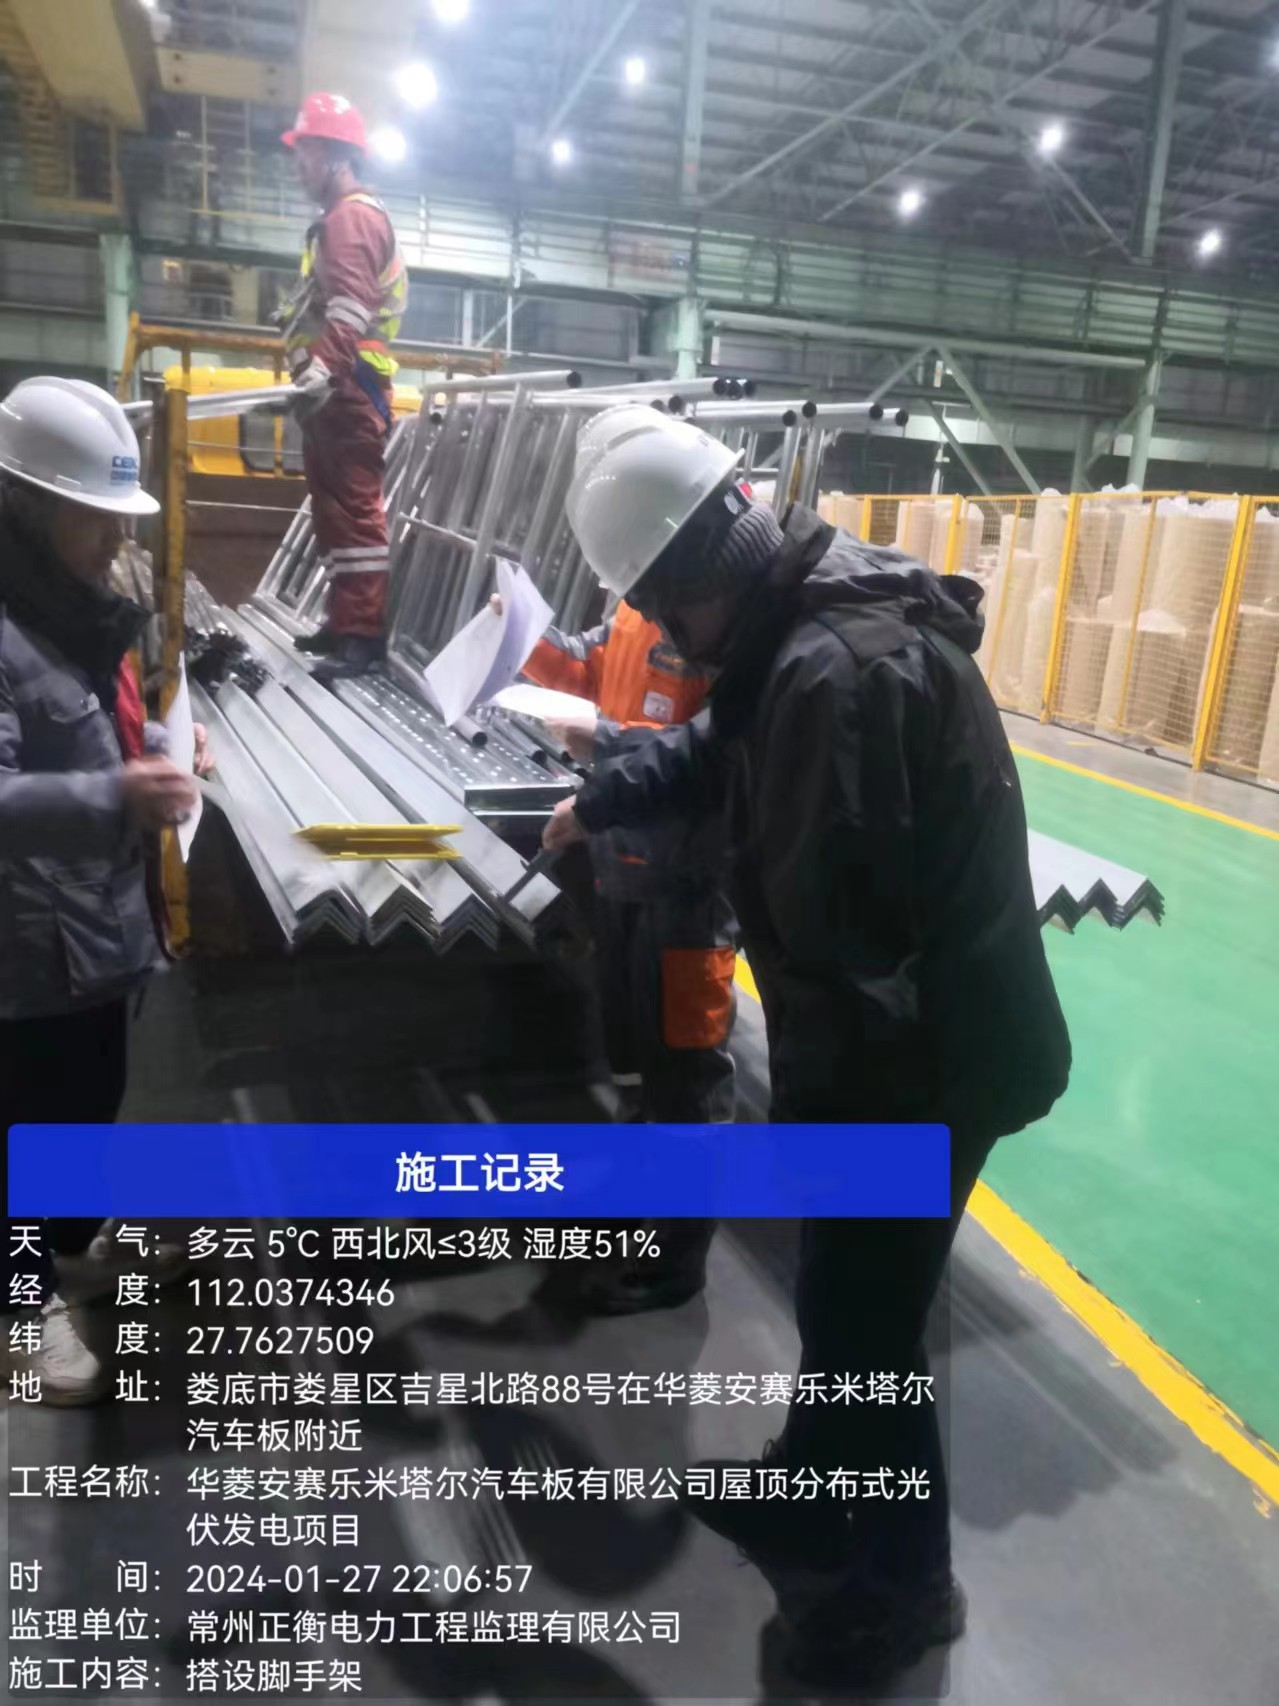 施工记录
天 气: 多云 5℃ 西北风≤3级 湿度51%
经 度: 112.0374346
纬 度: 27.7627509
地 址: 娄底市娄星区吉星北路88号在华菱安赛乐米塔尔
汽车板附近
工程名称: 华菱安赛乐米塔尔汽车板有限公司屋顶分布式光
伏发电项目
时 间: 2024-01-27 22:06:57
监理单位: 常州正衡电力工程监理有限公司
施工内容: 搭设脚手架